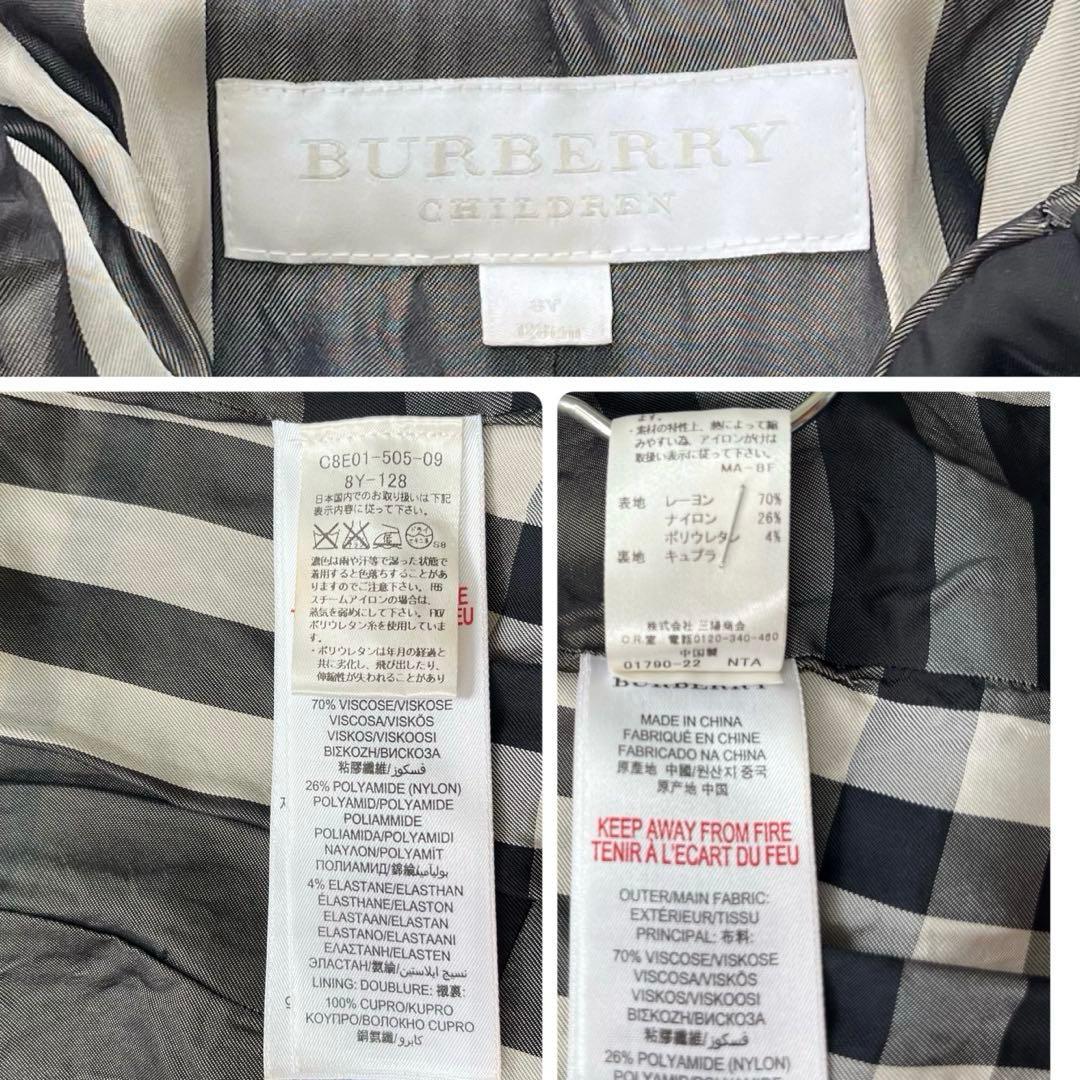 BURBERRY
CHILDREN
8Y
128cm
C8E01-505-09
8Y-128
日本国内でのお取り扱いは下記
表示内容に従って下さい。
濃色は雨や汗等で湿った状態で
着用すると色落ちすることがあ
りますのでご注意下さい。
スチームアイロンの場合は、
蒸気を弱めにして下さい。
ポリウレタン糸を使用していま
す。
・ポリウレタンは年月の経過と
共に劣化し、飛び出したり、
伸縮性が失われることがあり
70% VISCOSE/VISKOSE
VISCOSA/VISKÓS
VISKOS/VISKOOSI
ΒΙΣΚΟΖΗ/ВИСКОЗА
粘膠纖維/فسكوز
26% POLYAMIDE (NYLON)
POLYAMID/POLYAMIDE
POLIAMMIDE
POLIAMIDA/POLYAMIDI
ΝΑΥΛΟΝ/POLYAMIT
ПОЛИАМИД/錦綸/بولياميد
4% ELASTANE/ELASTHAN
ÉLASTHANE/ELASTON
ELASTAAN/ELASTAN
ELASTANO/ELASTAANI
ΕΛΑΣΤΑΝΗ/ELASTEN
ЭЛАСТАН/氨綸/نسيج ايلاستين
LINING: DOUBLURE: 襯裏:
100% CUPRO/KUPRO
ΚΟΥΠΡΟ/ВОЛОКНО CUPRO
銅氨纖/كابرو
ます。
・素材の特性上、熱によって縮
みやすい為、アイロンがけは
取扱い表示に従って下さい。
MA-BF
表地 レーヨン 70%
ナイロン 26%
ポリウレタン 4%
裏地 キュプラ
株式会社 三陽商会
C.R.室 電話0120-340-460
中国製
01790-22 NTA
BURBERRY
MADE IN CHINA
FABRIQUÉ EN CHINE
FABRICADO NA CHINA
原產地 中國/원산지 중국
原産地 中国
KEEP AWAY FROM FIRE
TENIR À L'ECART DU FEU
OUTER/MAIN FABRIC:
EXTÉRIEUR/TISSU
PRINCIPAL: 布料:
70% VISCOSE/VISKOSE
VISCOSA/VISKÓS
VISKOS/VISKOOSI
ΒΙΣΚΟΖΗ/ВИСКОЗА
粘膠纖維/فسكوز
26% POLYAMIDE (NYLON)